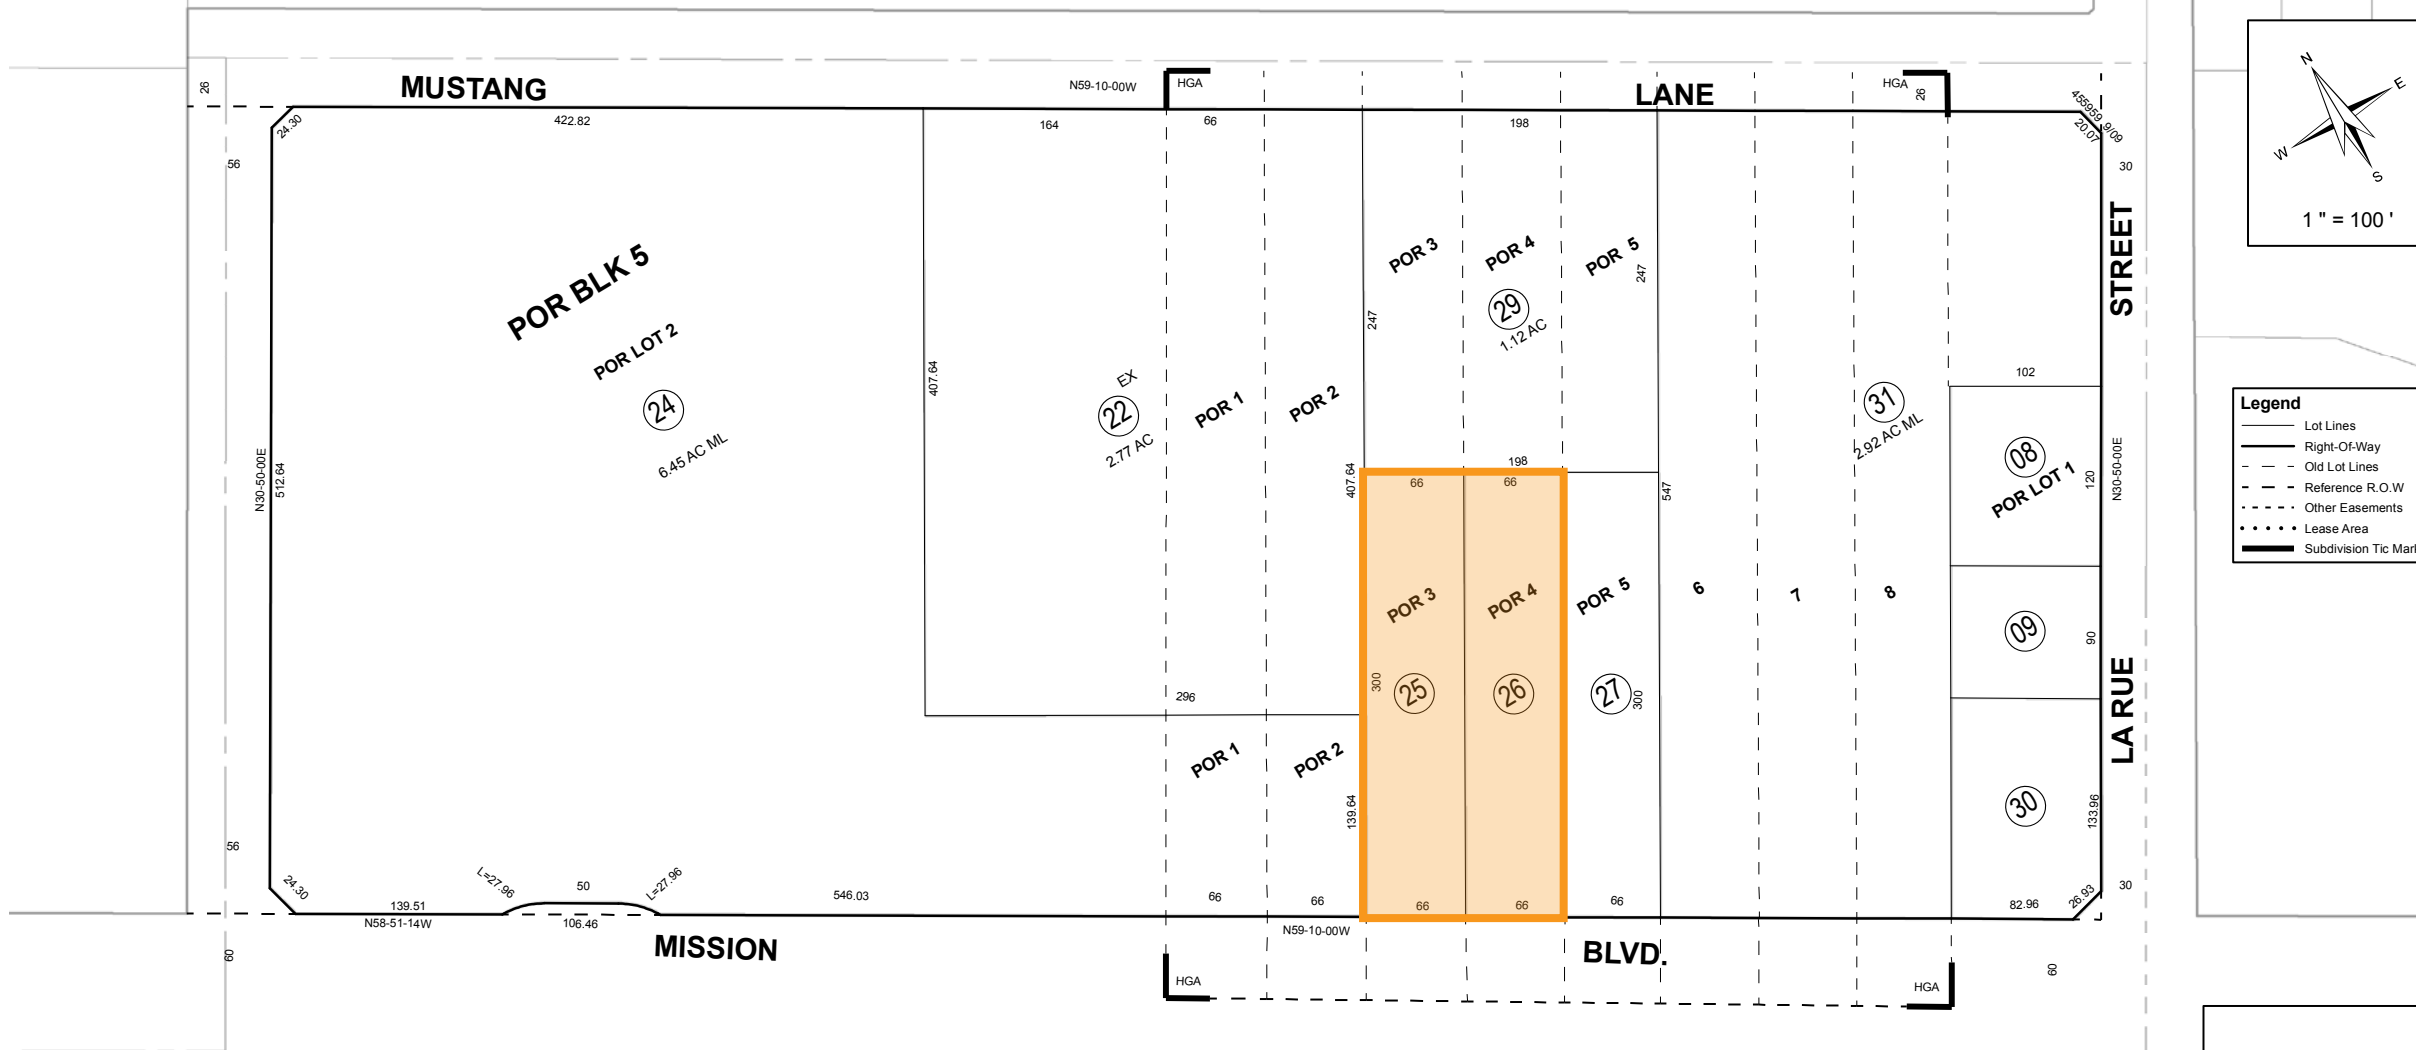 MUSTANG
N59-10-00W
HGA
LANE
HGA
26
26
455959 9/09
20.07
24.30
422.82
164
66
198
56
30
N
E
W
S
1 " = 100 '
STREET
POR BLK 5
POR LOT 2
24
6.45 AC ML
N30-50-00E
512.64
407.64
EX
22
2.77 AC
POR 1
POR 2
247
POR 3
POR 4
POR 5
247
29
1.12 AC
407.64
198
66
66
547
31
2.92 AC ML
102
08
POR LOT 1
120
N30-50-00E
Legend
Lot Lines
Right-Of-Way
Old Lot Lines
Reference R.O.W
Other Easements
Lease Area
Subdivision Tic Mark
POR 3
POR 4
POR 5
6
7
8
09
90
300
25
26
27
300
296
POR 1
POR 2
139.64
LA RUE
30
133.96
56
24.30
139.51
N58-51-14W
L=27.96
50
L=27.96
106.46
546.03
66
66
66
66
66
82.96
26.93
30
N59-10-00W
MISSION
BLVD.
60
60
HGA
HGA